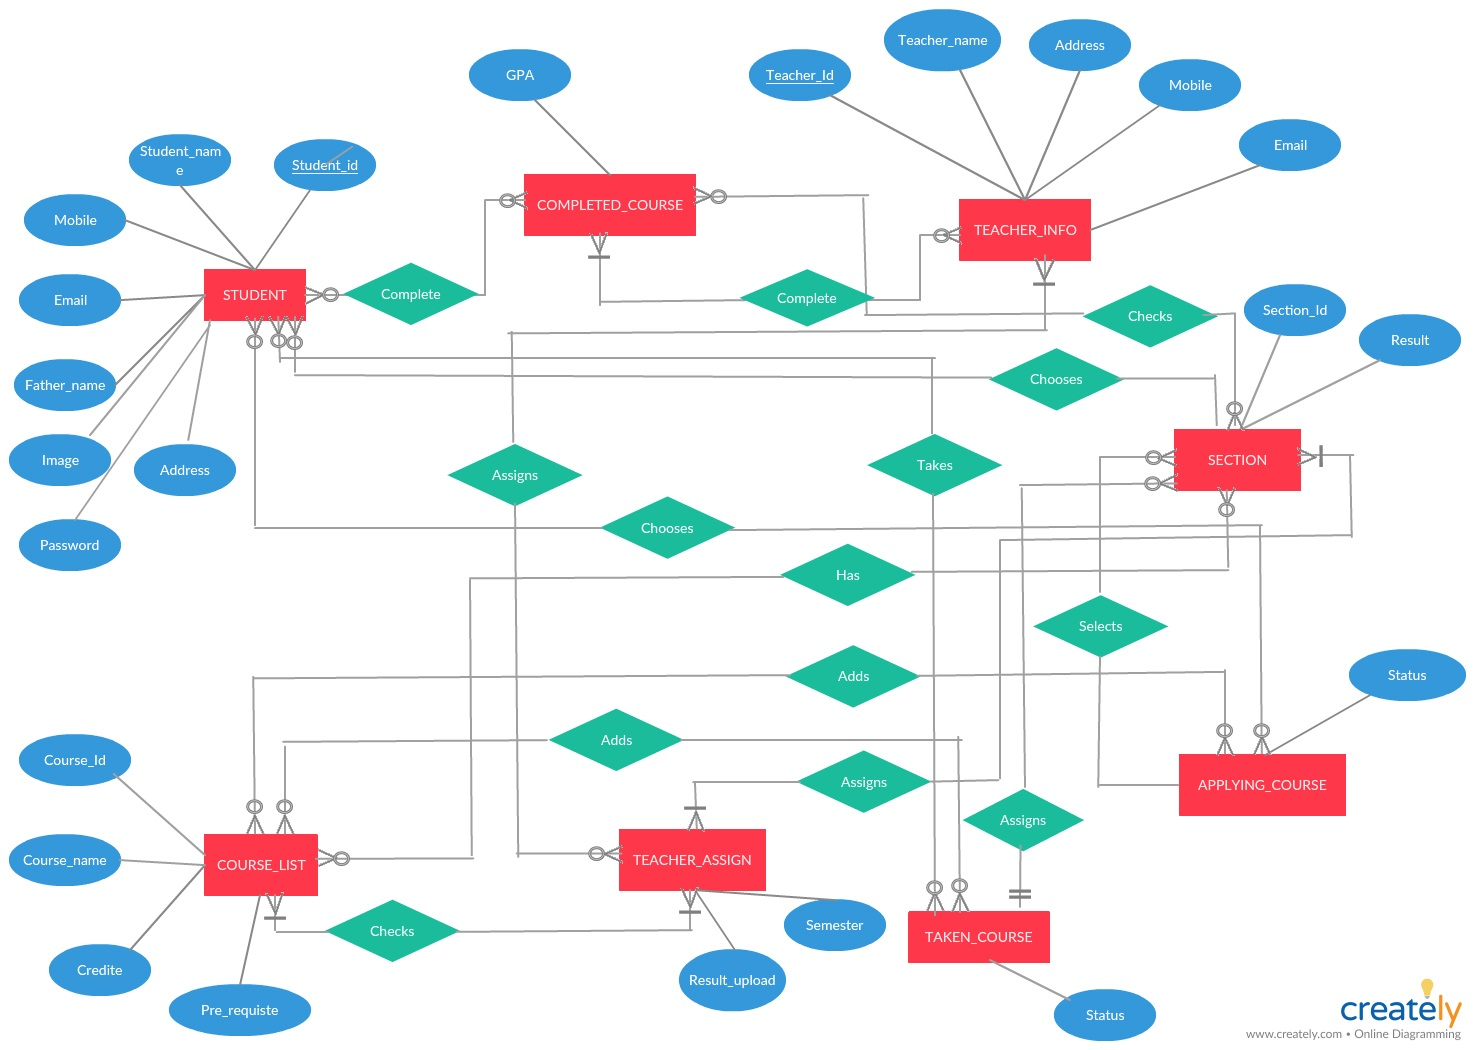 Teacher_name
Address
GPA
Teacher_Id
Mobile
Student_nam
e
Student_id
Email
COMPLETED_COURSE
Mobile
TEACHER_INFO
STUDENT
Complete
Complete
Email
Checks
Section_Id
Result
Father_name
Chooses
Image
Address
Assigns
Takes
SECTION
Password
Chooses
Has
Selects
Adds
Status
Course_Id
Adds
Assigns
APPLYING_COURSE
Assigns
Course_name
COURSE_LIST
TEACHER_ASSIGN
Checks
Semester
TAKEN_COURSE
Credite
Result_upload
Pre_requiste
Status
creately
www.creately.com • Online Diagramming